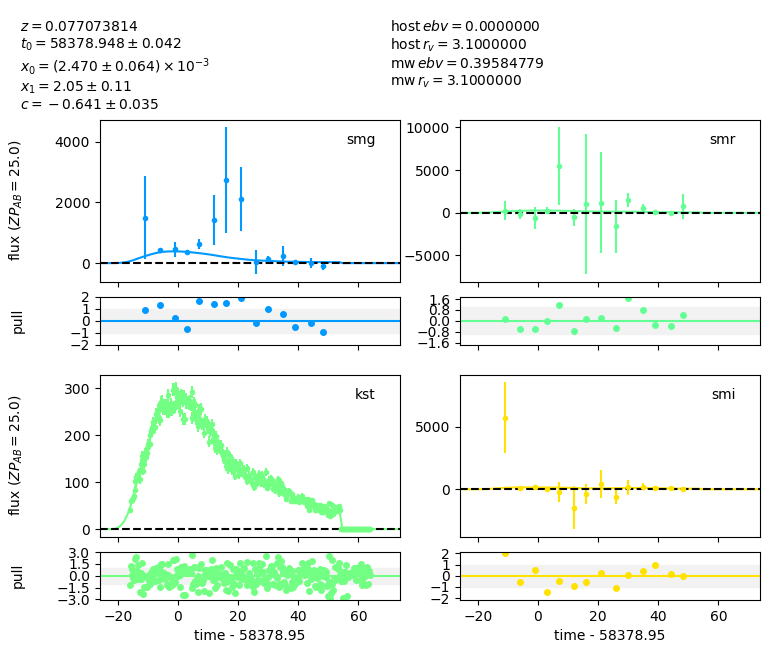 z = 0.077073814
t₀ = 58378.948 ± 0.042
x₀ = (2.470 ± 0.064) × 10⁻³
x₁ = 2.05 ± 0.11
c = −0.641 ± 0.035
host ebv = 0.0000000
host r_v = 3.1000000
mw ebv = 0.39584779
mw r_v = 3.1000000
flux (ZP_AB = 25.0)
4000
2000
0
smg
10000
5000
0
−5000
smr
pull
2
1
0
−1
−2
1.6
0.8
0.0
−0.8
−1.6
flux (ZP_AB = 25.0)
300
200
100
0
kst
5000
0
smi
pull
3.0
1.5
0.0
−1.5
−3.0
2
1
0
−1
−2
−20 0 20 40 60
−20 0 20 40 60
time - 58378.95
time - 58378.95